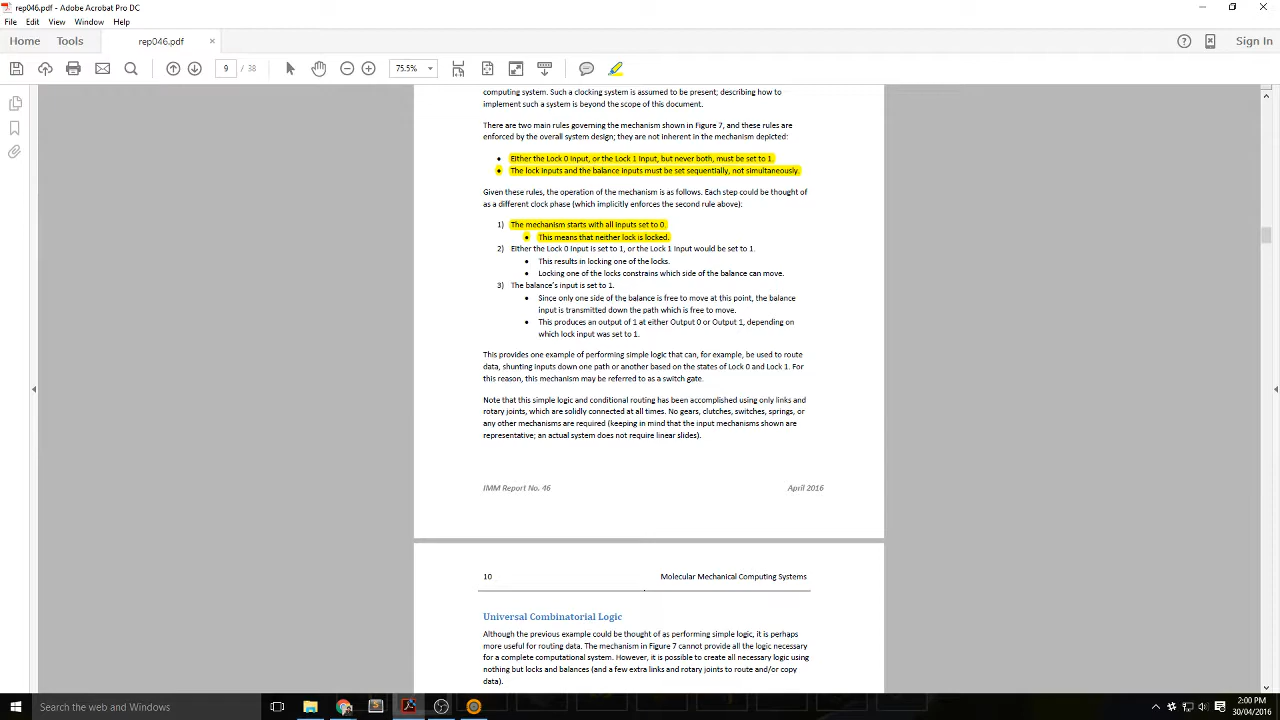 rep046.pdf - Adobe Acrobat Pro DC
File Edit View Window Help
Home Tools rep046.pdf × Sign In
9 / 38 75.5%
computing system. Such a clocking system is assumed to be present; describing how to
implement such a system is beyond the scope of this document.
There are two main rules governing the mechanism shown in Figure 7, and these rules are
enforced by the overall system design; they are not inherent in the mechanism depicted:
• Either the Lock 0 Input, or the Lock 1 Input, but never both, must be set to 1.
• The lock inputs and the balance inputs must be set sequentially, not simultaneously.
Given these rules, the operation of the mechanism is as follows. Each step could be thought of
as a different clock phase (which implicitly enforces the second rule above):
1) The mechanism starts with all inputs set to 0.
• This means that neither lock is locked.
2) Either the Lock 0 Input is set to 1, or the Lock 1 Input would be set to 1.
• This results in locking one of the locks.
• Locking one of the locks constrains which side of the balance can move.
3) The balance's input is set to 1.
• Since only one side of the balance is free to move at this point, the balance
input is transmitted down the path which is free to move.
• This produces an output of 1 at either Output 0 or Output 1, depending on
which lock input was set to 1.
This provides one example of performing simple logic that can, for example, be used to route
data, shunting inputs down one path or another based on the states of Lock 0 and Lock 1. For
this reason, this mechanism may be referred to as a switch gate.
Note that this simple logic and conditional routing has been accomplished using only links and
rotary joints, which are solidly connected at all times. No gears, clutches, switches, springs, or
any other mechanisms are required (keeping in mind that the input mechanisms shown are
representative; an actual system does not require linear slides).
IMM Report No. 46 April 2016
10 Molecular Mechanical Computing Systems
Universal Combinatorial Logic
Although the previous example could be thought of as performing simple logic, it is perhaps
more useful for routing data. The mechanism in Figure 7 cannot provide all the logic necessary
for a complete computational system. However, it is possible to create all necessary logic using
nothing but locks and balances (and a few extra links and rotary joints to route and/or copy
data).
Search the web and Windows
2:00 PM
30/04/2016